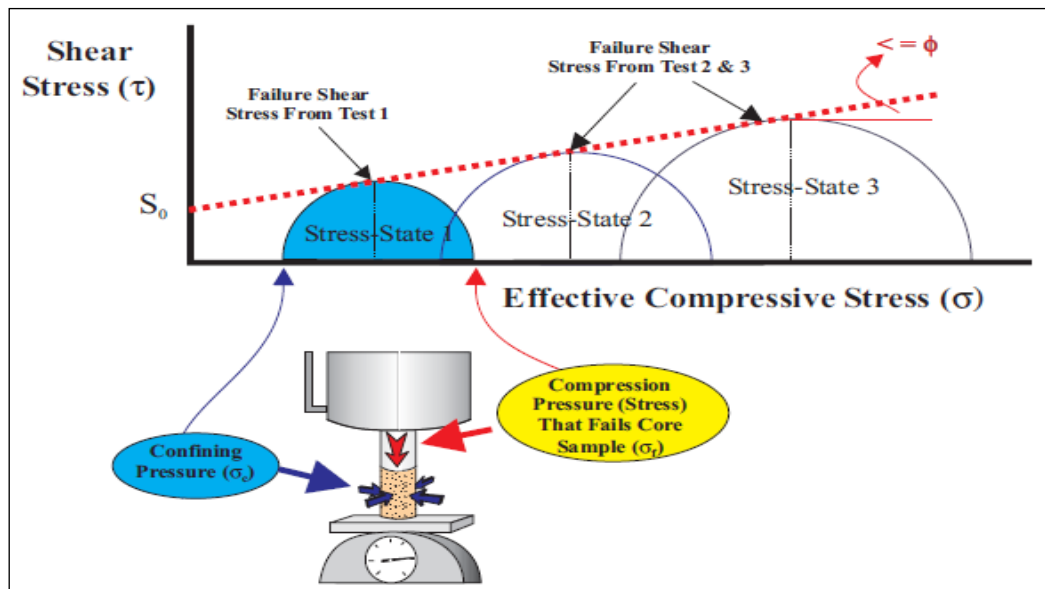 Shear
Stress (τ)
Failure Shear
Stress From Test 1
Failure Shear
Stress From Test 2 & 3
< = ϕ
S₀
Stress-State 1
Stress-State 2
Stress-State 3
Effective Compressive Stress (σ)
Confining
Pressure (σc)
Compression
Pressure (Stress)
That Fails Core
Sample (σf)